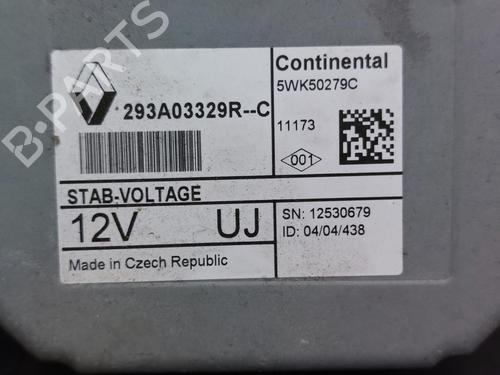 Continental
5WK50279C
293A03329R--C
11173
001
STAB-VOLTAGE
12V UJ
SN: 12530679
ID: 04/04/438
Made in Czech Republic
B-PARTS